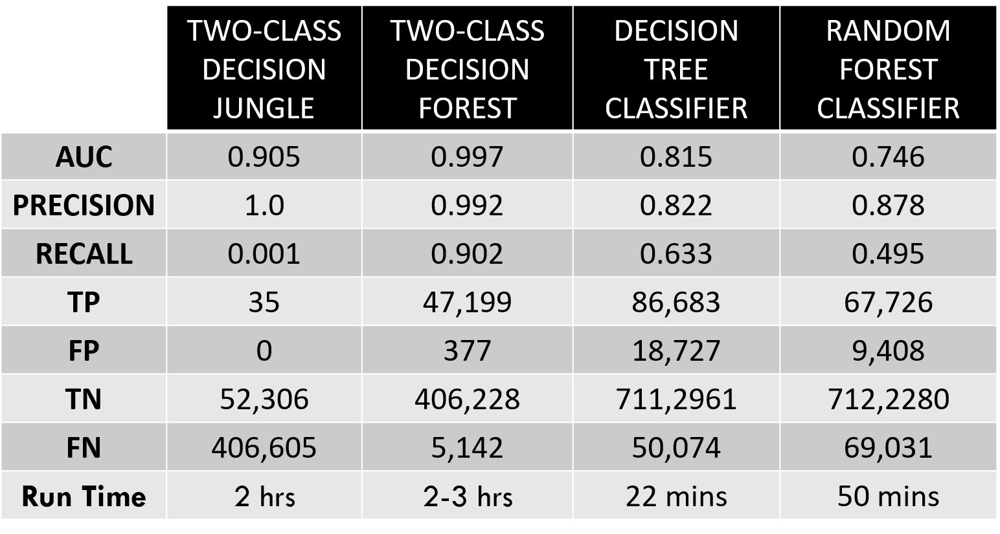 TWO-CLASS DECISION JUNGLE TWO-CLASS DECISION FOREST DECISION TREE CLASSIFIER RANDOM FOREST CLASSIFIER
AUC 0.905 0.997 0.815 0.746
PRECISION 1.0 0.992 0.822 0.878
RECALL 0.001 0.902 0.633 0.495
TP 35 47,199 86,683 67,726
FP 0 377 18,727 9,408
TN 52,306 406,228 711,2961 712,2280
FN 406,605 5,142 50,074 69,031
Run Time 2 hrs 2-3 hrs 22 mins 50 mins